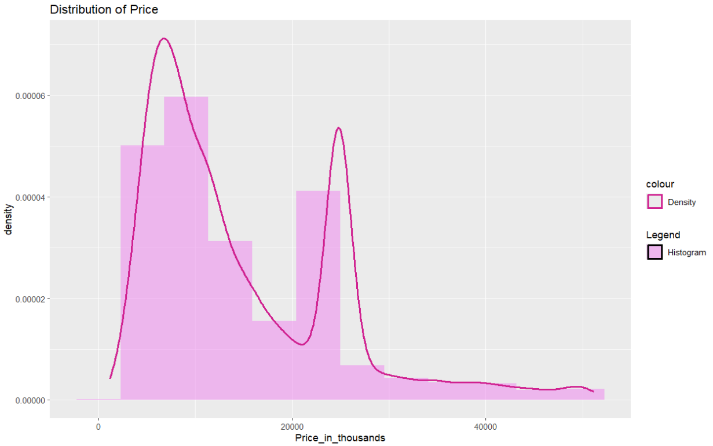 Distribution of Price
0.00006
0.00004
0.00002
0.00000
density
0
20000
40000
Price_in_thousands
colour
Density
Legend
Histogram